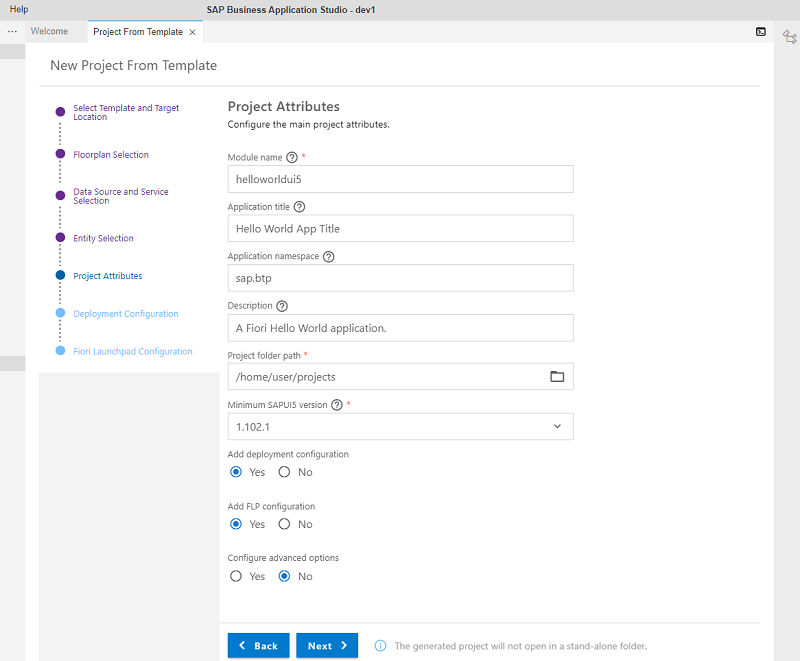 Help
SAP Business Application Studio - dev1
Welcome
Project From Template
New Project From Template
Select Template and Target
Location
Floorplan Selection
Data Source and Service
Selection
Entity Selection
Project Attributes
Deployment Configuration
Fiori Launchpad Configuration
Project Attributes
Configure the main project attributes.
Module name ? *
helloworldui5
Application title ?
Hello World App Title
Application namespace ?
sap.btp
Description ?
A Fiori Hello World application.
Project folder path *
/home/user/projects
Minimum SAPUI5 version ? *
1.102.1
Add deployment configuration
Yes No
Add FLP configuration
Yes No
Configure advanced options
Yes No
Back Next
The generated project will not open in a stand-alone folder.